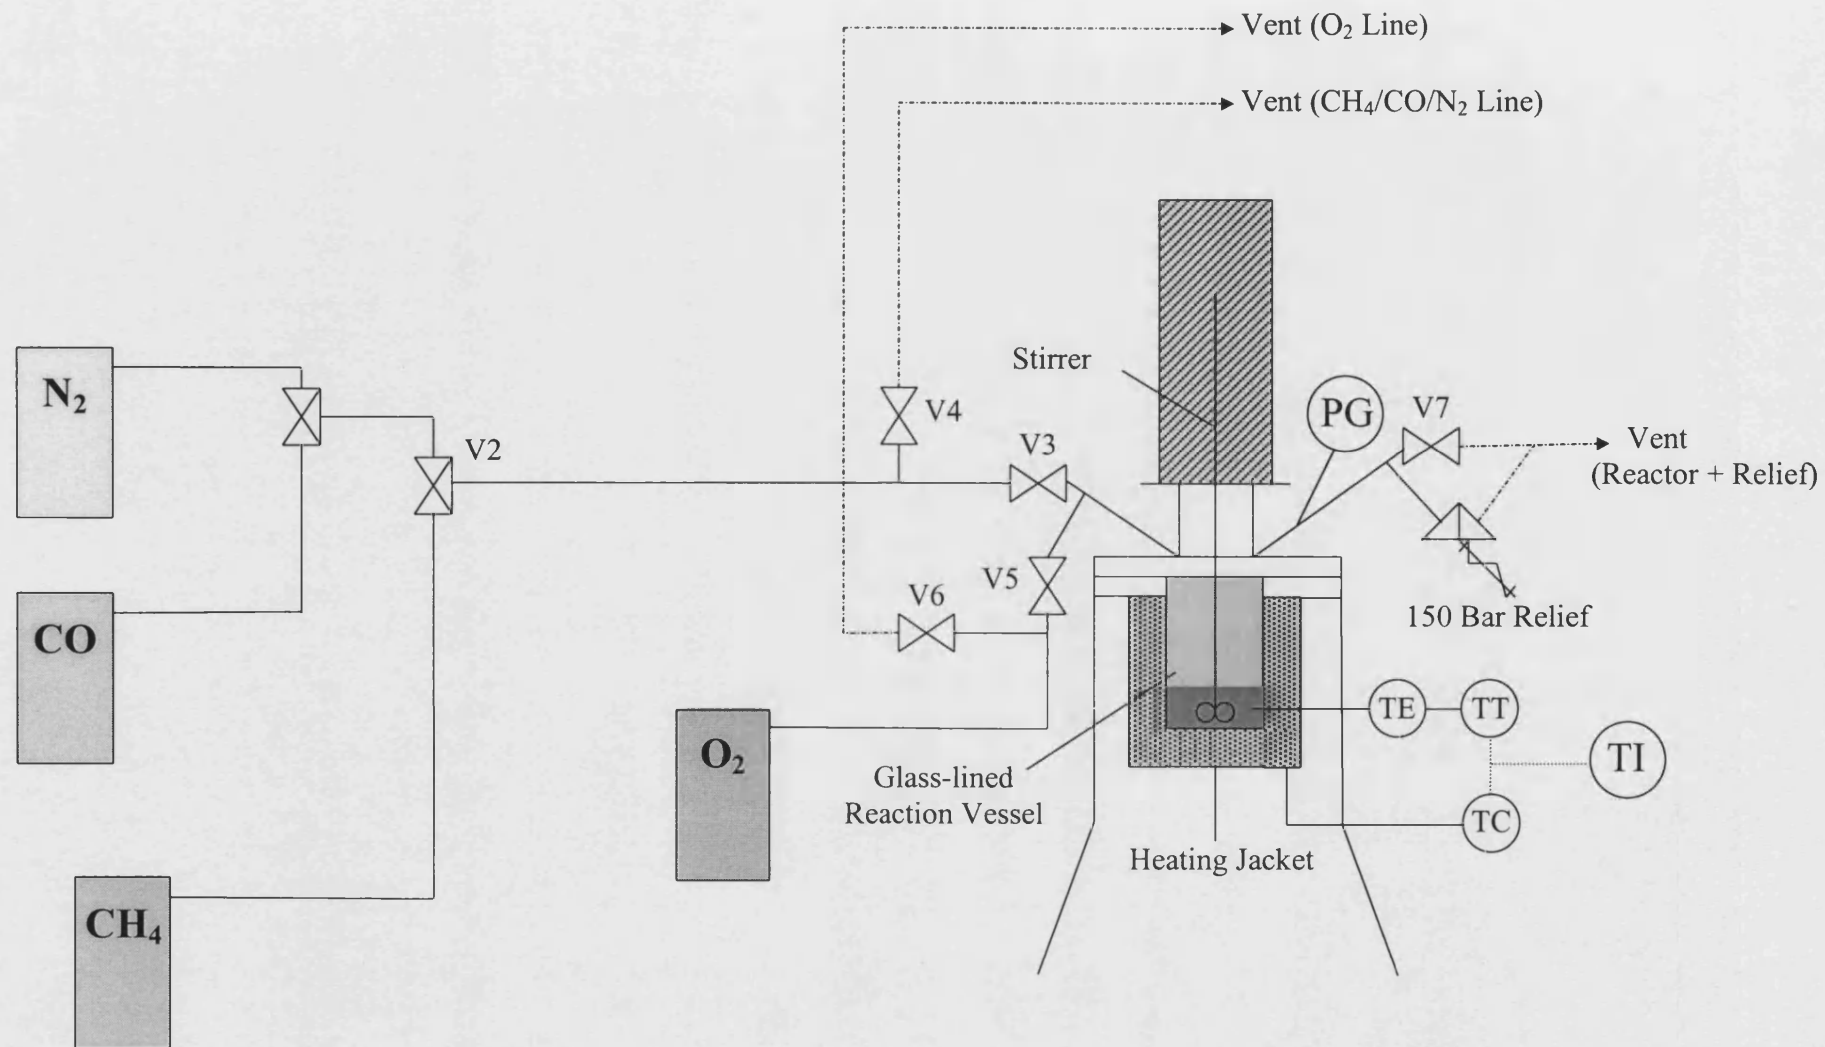 Vent (O₂ Line)
Vent (CH₄/CO/N₂ Line)
Stirrer
N₂
PG
V7
V4
V3
V2
Vent
(Reactor + Relief)
V5
V6
150 Bar Relief
CO
TE
TT
O₂
TI
Glass-lined
Reaction Vessel
TC
Heating Jacket
CH₄